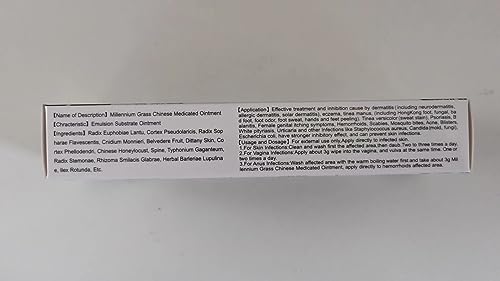 【Name of Description】 Millennium Grass Chinese Medicated Ointment
【Chracteristic】 Emulsion Substrate Ointment
【Ingredients】 Radix Euphobiae Lantu, Cortex Pseudolaricis, Radix Sop
harae Flavescents, Cnidium Monnieri, Belvedere Fruit, Dittany Skin, Co
rtex Phellodendri, Chinese Honeylocust, Spine, Typhonium Gaganteum,
Radix Stemonae, Rhizoma Smilacis Glabrae, Herbal Barleriae Lupulina
e, Ilex Rotunda, Etc.
【Application】 Effective treatment and inhibition cause by dermatitis (including neurodermatitis,
allergic dermatitis, solar dermatitis), eczema, tinea manus, (including HongKong foot, fungal, be
d foot, foot odor, foot sweat, hands and feet peeling); Tinea versicolor(sweat stain), Psoriasis, B
alanitis, Female genital itching symptoms, Hemorrhoids, Scabies, Mosquito bites, Acne, Blisters,
White pityriasis, Urticaria and other Infections like Staphylococcus aureus, Candida(mold, fungi),
Escherichia coli, have stronger inhibitory effect, and can prevent skin infections.
【Usage and Dosage】 For external use only,Apply directly to infected skin.
1.For Skin Infections:Clean and wash first the affected area,then daub.Two to three times a day.
2.For Vagina Infections:Apply about 3g wipe into the vagina, and vulva at the same time. One or
two times a day.
3.For Anus Infections:Wash affected area with the warm boiling water first and take about 3g Mil
lennium Grass Chinese Medicated Ointment, apply directly to hemorrhoids affected area.